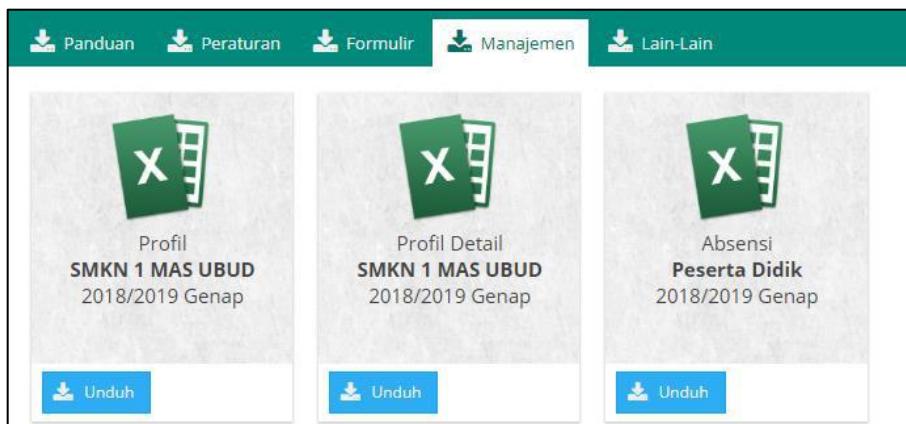 Panduan Peraturan Formulir Manajemen Lain-Lain
Profil
SMKN 1 MAS UBUD
2018/2019 Genap
Unduh
Profil Detail
SMKN 1 MAS UBUD
2018/2019 Genap
Unduh
Absensi
Peserta Didik
2018/2019 Genap
Unduh